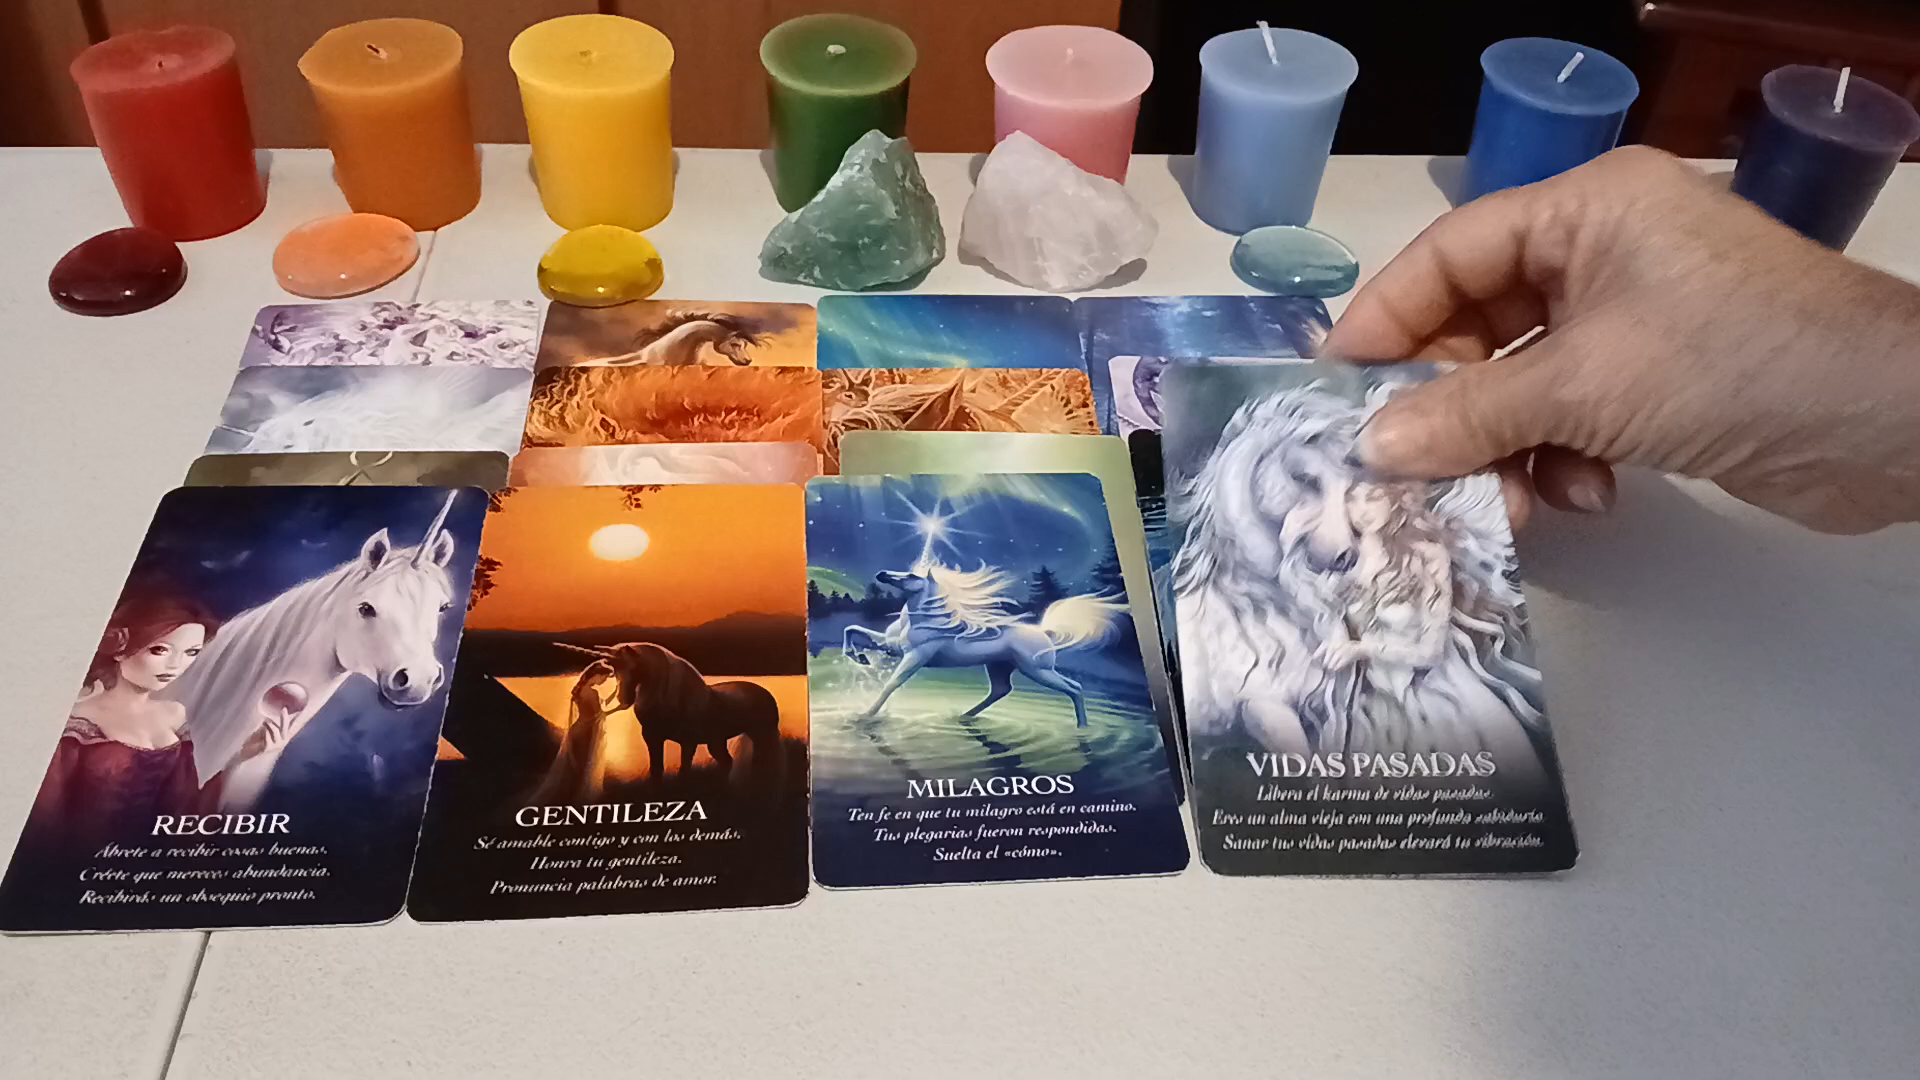 RECIBIR
Ábrete a recibir cosas buenas.
Créete que mereces abundancia.
Recibirás un obsequio pronto.
GENTILEZA
Sé amable contigo y con los demás.
Honra tu gentileza.
Pronuncia palabras de amor.
MILAGROS
Ten fe en que tu milagro está en camino.
Tus plegarias fueron respondidas.
Suelta el «cómo».
VIDAS PASADAS
Libera el karma de vidas pasadas.
Eres un alma vieja con una profunda sabiduría.
Sanar tus vidas pasadas elevará tu vibración.